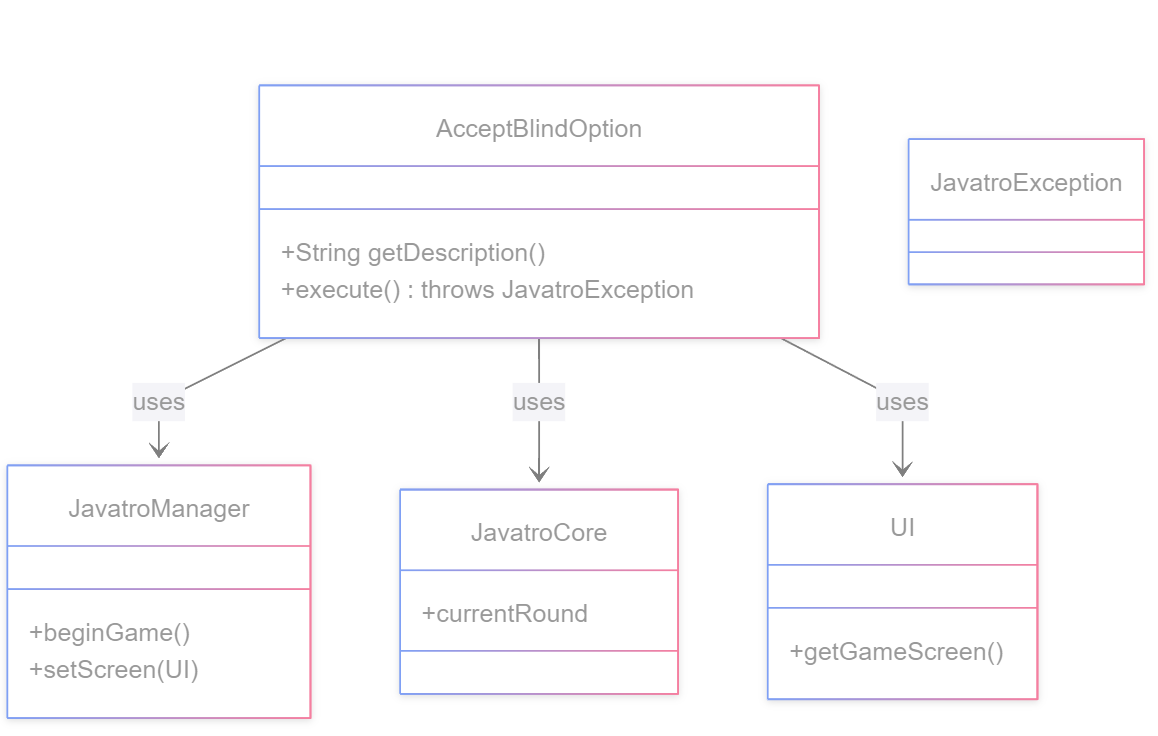 AcceptBlindOption
+String getDescription()
+execute() : throws JavatroException
JavatroException
uses
uses
uses
JavatroManager
+beginGame()
+setScreen(UI)
JavatroCore
+currentRound
UI
+getGameScreen()